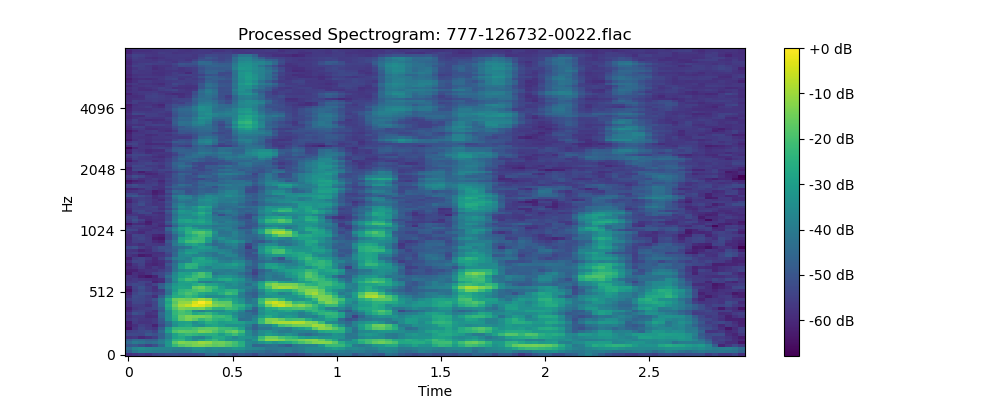 Processed Spectrogram: 777-126732-0022.flac
+0 dB
-10 dB
-20 dB
-30 dB
-40 dB
-50 dB
-60 dB
4096
2048
1024
512
0
Hz
0 0.5 1 1.5 2 2.5
Time